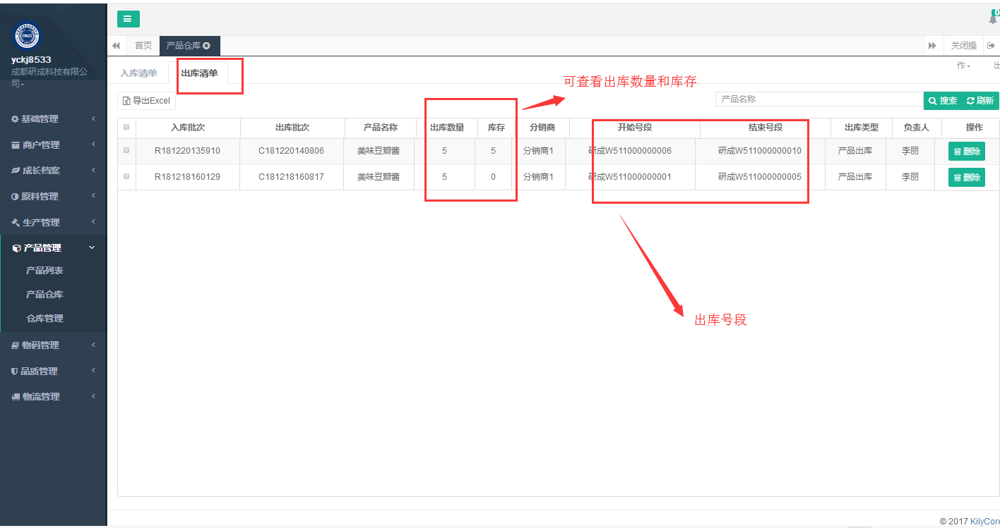 0
yckj8533
成都研成科技有限公
司
首页
产品仓库
关闭操
作
出
入库清单
出库清单
可查看出库数量和库存
导出Excel
产品名称
搜索
刷新
入库批次 出库批次 产品名称 出库数量 库存 分销商 开始号段 结束号段 出库类型 负责人 操作
R181220135910 C181220140806 美味豆瓣酱 5 5 分销商1 研成W511000000006 研成W511000000010 产品出库 李丽 删除
R181218160129 C181218160817 美味豆瓣酱 5 0 分销商1 研成W511000000001 研成W511000000005 产品出库 李丽 删除
出库号段
基础管理
商户管理
成长档案
原料管理
生产管理
产品管理
产品列表
产品仓库
仓库管理
物码管理
品质管理
物流管理
© 2017 KilyCore